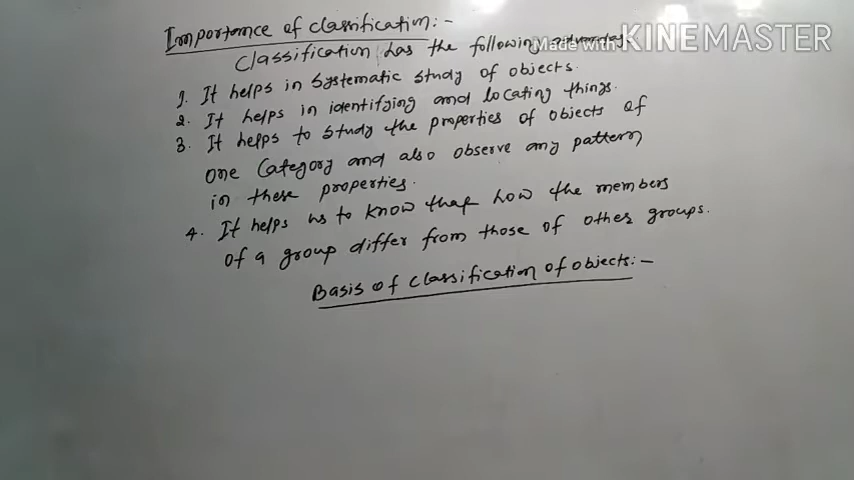 Importance of classification:-
Classification has the following
Made with KINEMASTER
1. It helps in systematic study of objects.
2. It helps in identifying and locating things.
3. It helps to study the properties of objects of
one category and also observe any pattern
in these properties.
4. It helps us to know that how the members
of a group differ from those of other groups.
Basis of classification of objects:-